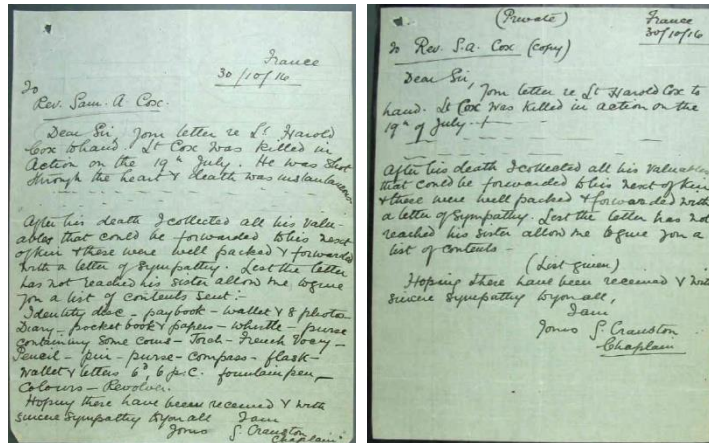 France
30/10/16
To
Rev. Sam. A. Cox.
Dear Sir, Your letter re Lt Harold
Cox to hand. Lt Cox was killed in
Action on the 19th July. He was shot
through the heart & death was instantaneous
After his death I collected all his valu-
ables that could be forwarded to his next
of kin & these were well packed & forwarded
with a letter of sympathy. Lest the letter
has not reached his sister allow me to give
you a list of contents sent:-
Identity disc - paybook - wallet & 8 photos
Diary - pocket book & papers - whistle - purse
containing some coins - Torch - French Vocy -
Pencil - pin - purse - compass - flask -
Wallet & letters 6d, 6 p.c. fountain pen, -
Colours - Revolver.
Hoping these have been received & with
sincere sympathy to you all I am
Yours S. Cranston
Chaplain
(Private)
France
30/10/16
To Rev. S.A. Cox (copy)
Dear Sir,
Your letter re Lt Harold Cox to
hand. Lt Cox was killed in action on the
19th of July -
After his death I collected all his valuables
that could be forwarded to his next of kin
& these were well packed & forwarded with
a letter of sympathy. Lest the letter has not
reached his sister allow me to give you a
list of contents -
(List given)
Hoping these have been received & with
sincere sympathy to you all,
I am
Yours S. Cranston
Chaplain